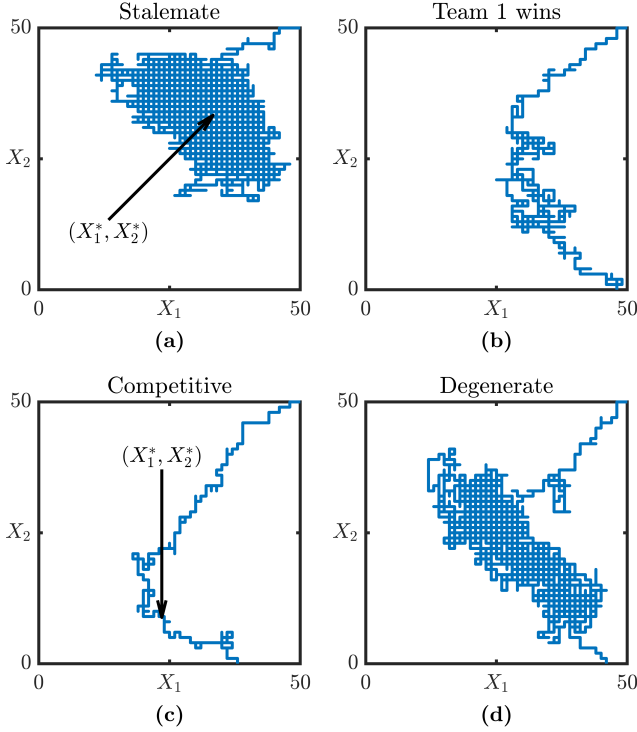 Stalemate
50
X₂
(X₁*, X₂*)
0
0 X₁ 50
(a)
Team 1 wins
50
X₂
0
0 X₁ 50
(b)
Competitive
50
(X₁*, X₂*)
X₂
0
0 X₁ 50
(c)
Degenerate
50
X₂
0
0 X₁ 50
(d)